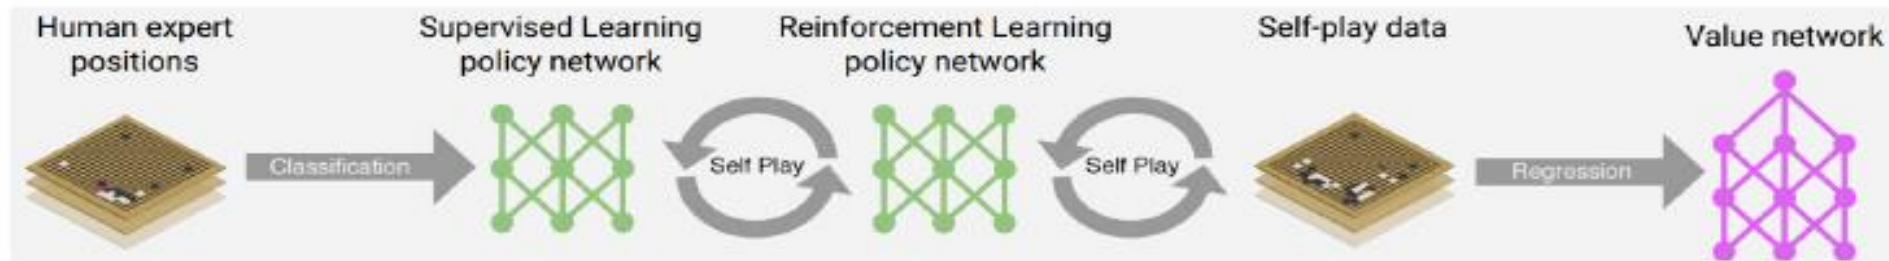 Human expert
positions
Supervised Learning
policy network
Reinforcement Learning
policy network
Self-play data
Value network
Classification
Self Play
Self Play
Regression